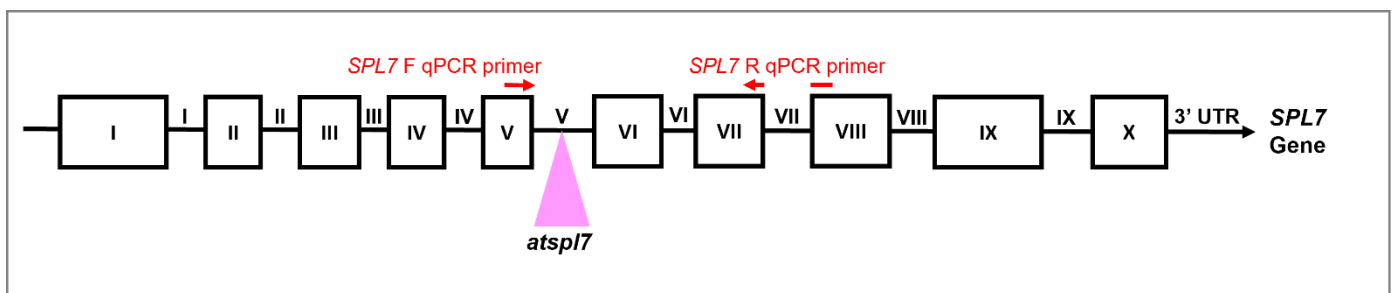 SPL7 F qPCR primer
SPL7 R qPCR primer
I I II II III III IV IV V V VI VI VII VII VIII VIII IX IX X 3' UTR
SPL7
Gene
atspl7